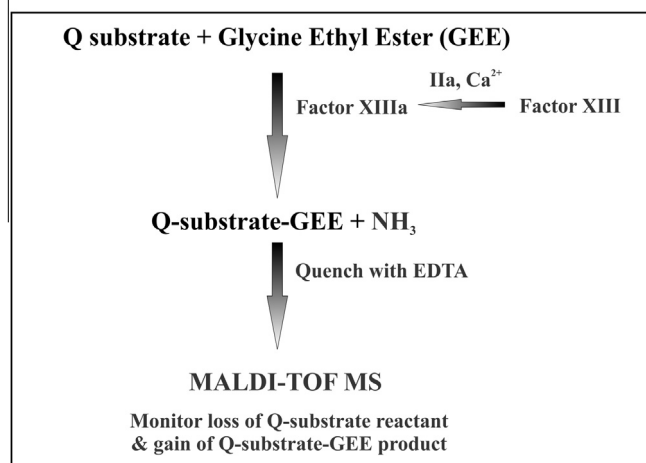 Q substrate + Glycine Ethyl Ester (GEE)
IIa, Ca²⁺
Factor XIIIa
Factor XIII
Q-substrate-GEE + NH₃
Quench with EDTA
MALDI-TOF MS
Monitor loss of Q-substrate reactant
& gain of Q-substrate-GEE product